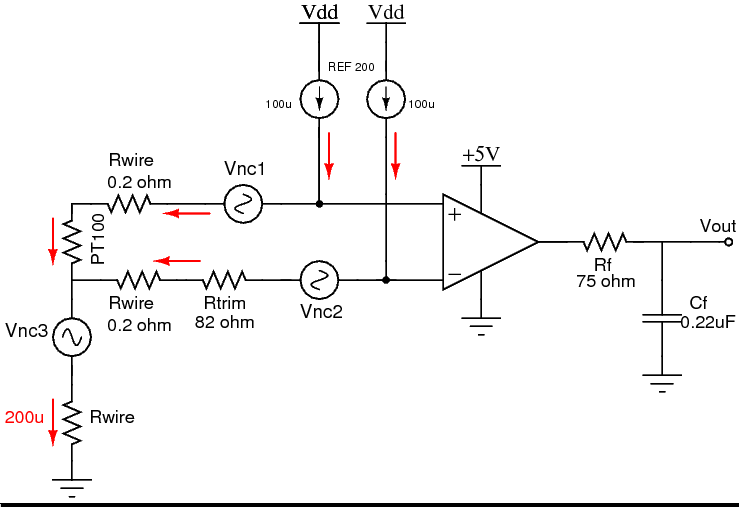 Vdd Vdd
REF 200
100u 100u
Rwire
0.2 ohm
Vnc1
+5V
PT100
+
−
Vout
Rf
75 ohm
Rwire
0.2 ohm
Rtrim
82 ohm
Vnc2
Cf
0.22uF
Vnc3
200u
Rwire